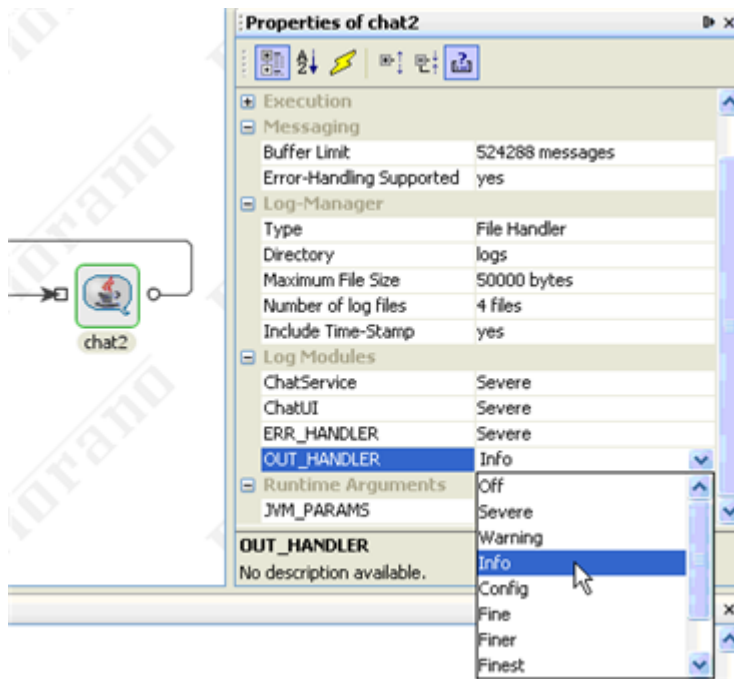 Properties of chat2
Execution
Messaging
Buffer Limit 524288 messages
Error-Handling Supported yes
Log-Manager
Type File Handler
Directory logs
Maximum File Size 50000 bytes
Number of log files 4 files
Include Time-Stamp yes
Log Modules
ChatService Severe
ChatUI Severe
ERR_HANDLER Severe
OUT_HANDLER Info
Runtime Arguments
JVM_PARAMS
OUT_HANDLER
No description available.
Off
Severe
Warning
Info
Config
Fine
Finer
Finest
chat2